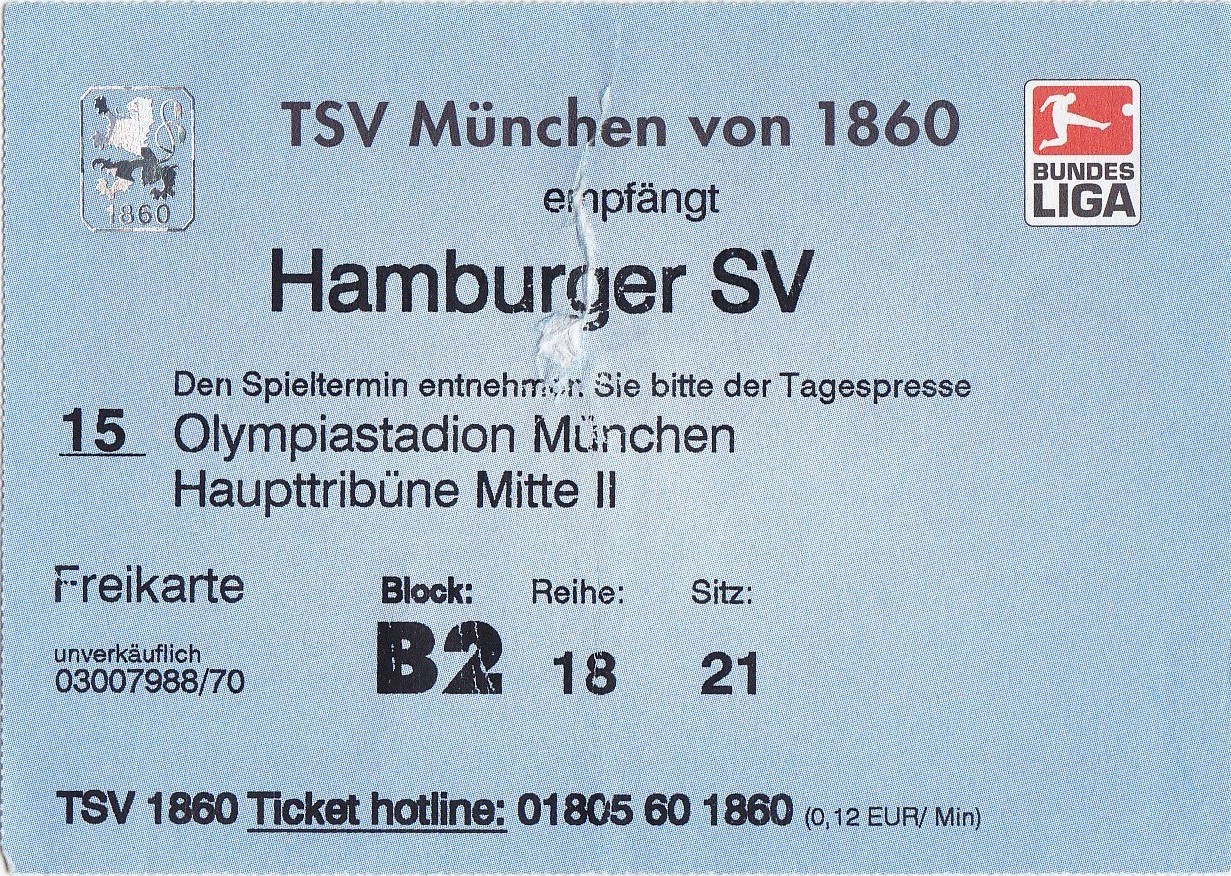 TSV München von 1860
1860
BUNDES
LIGA
empfängt
Hamburger SV
Den Spieltermin entnehmen Sie bitte der Tagespresse
15 Olympiastadion München
Haupttribüne Mitte II
Freikarte Block: Reihe: Sitz:
unverkäuflich
03007988/70 B2 18 21
TSV 1860 Ticket hotline: 01805 60 1860 (0,12 EUR/ Min)